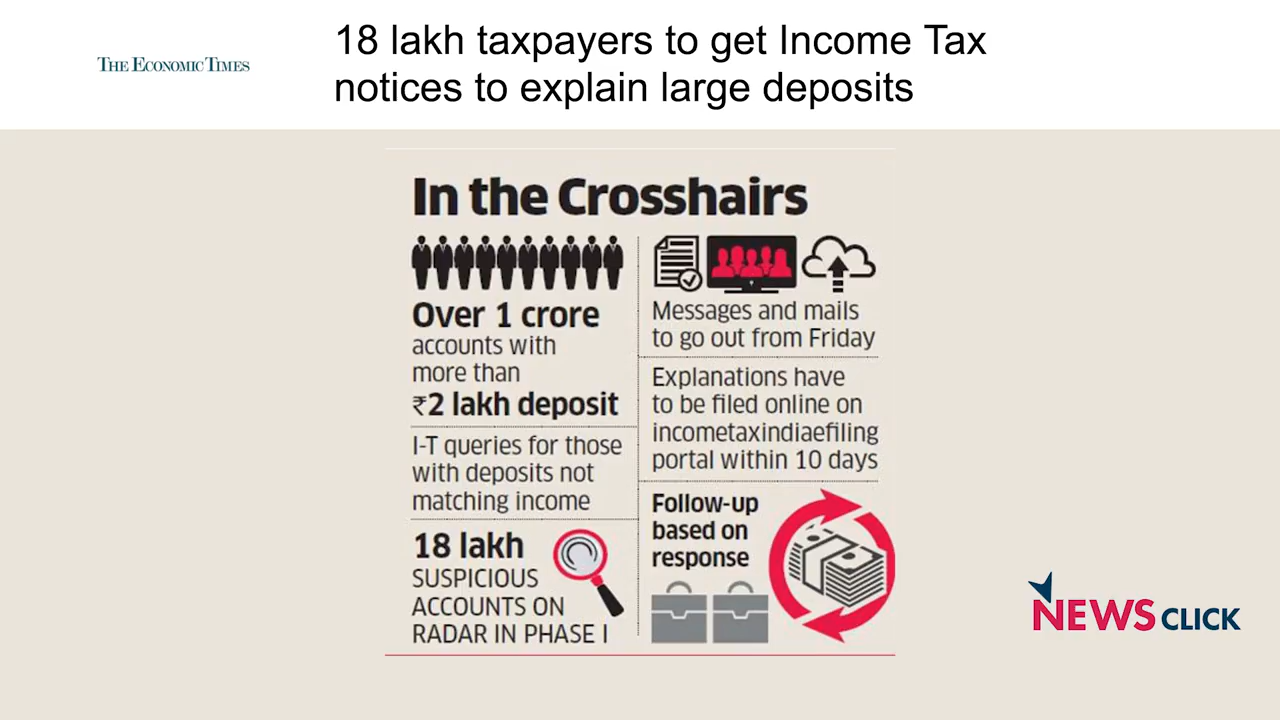 THE ECONOMIC TIMES
18 lakh taxpayers to get Income Tax
notices to explain large deposits
In the Crosshairs
Over 1 crore
accounts with
more than
₹2 lakh deposit
I-T queries for those
with deposits not
matching income
18 lakh
SUSPICIOUS
ACCOUNTS ON
RADAR IN PHASE I
Messages and mails
to go out from Friday
Explanations have
to be filed online on
incometaxindiaefiling
portal within 10 days
Follow-up
based on
response
NEWSCLICK